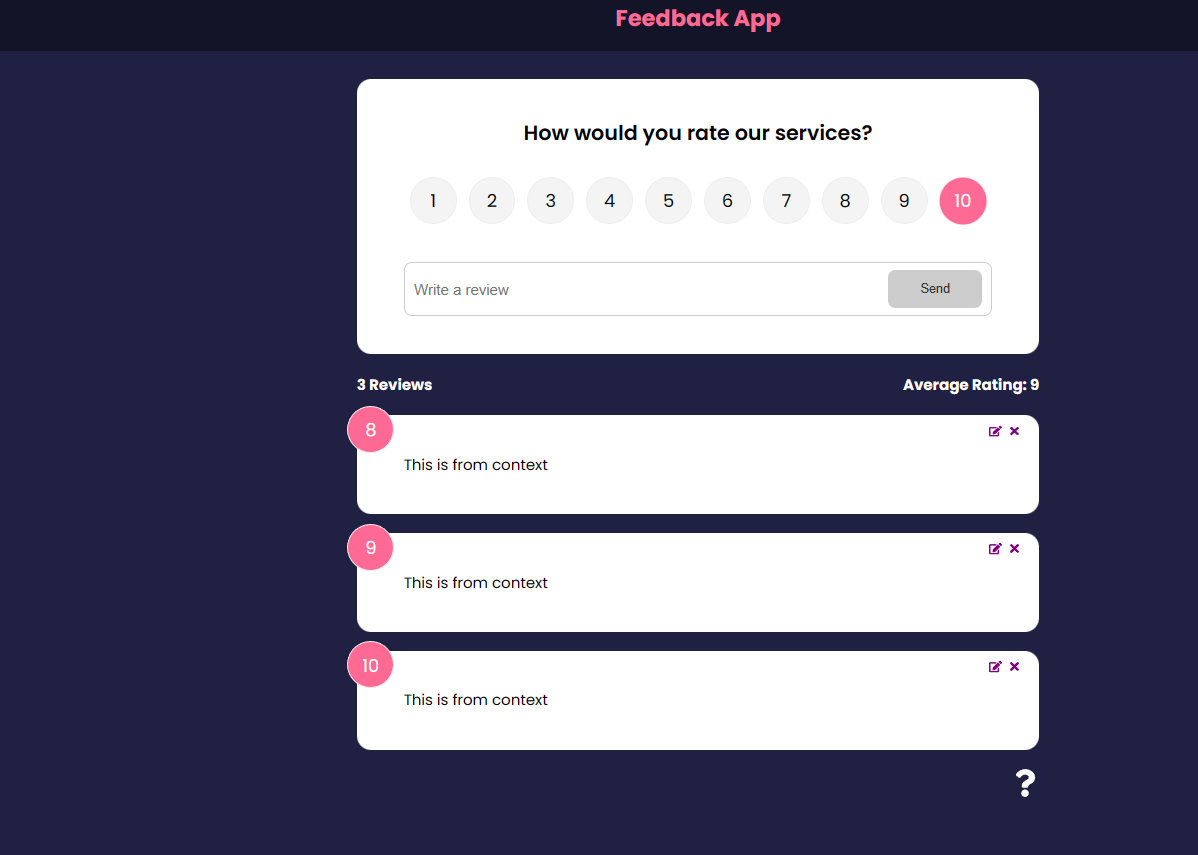 Feedback App
How would you rate our services?
1 2 3 4 5 6 7 8 9 10
Write a review Send
3 Reviews Average Rating: 9
8
This is from context
9
This is from context
10
This is from context
?